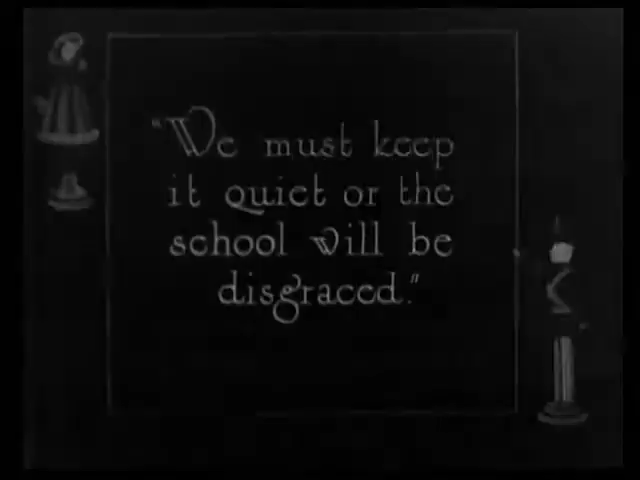 "We must keep
it quiet or the
school will be
disgraced."